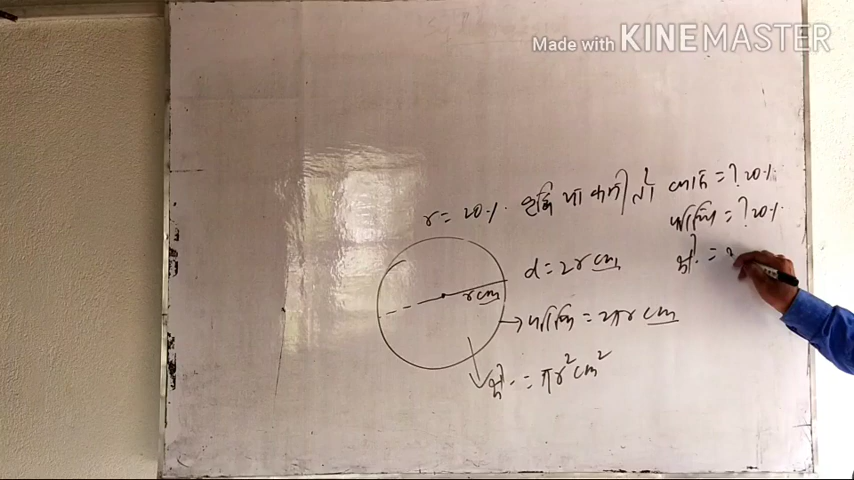 Made with KINEMASTER
r = 20%. वृद्धि या कमी तो व्यास = ? 20%
परिधि = ? 20%.
क्षे. = ?
d = 2r cm
r cm
→ परिधि = 2πr cm
क्षे. = πr² cm²